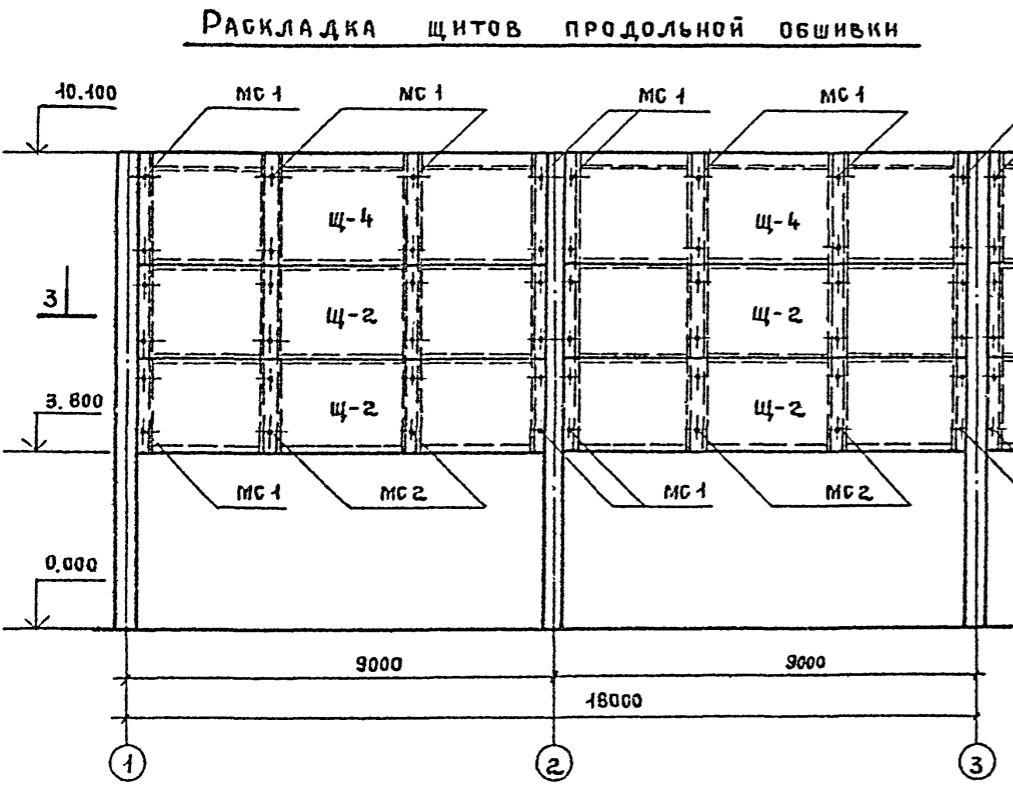 РАСКЛАДКА ЩИТОВ ПРОДОЛЬНОЙ ОБШИВКИ
10.100 МС 1 МС 1 МС 1 МС 1
Щ-4 Щ-4
3 Щ-2 Щ-2
3.600 Щ-2 Щ-2
МС 1 МС 2 МС 1 МС 2
0.000
9000 9000
18000
1 2 3